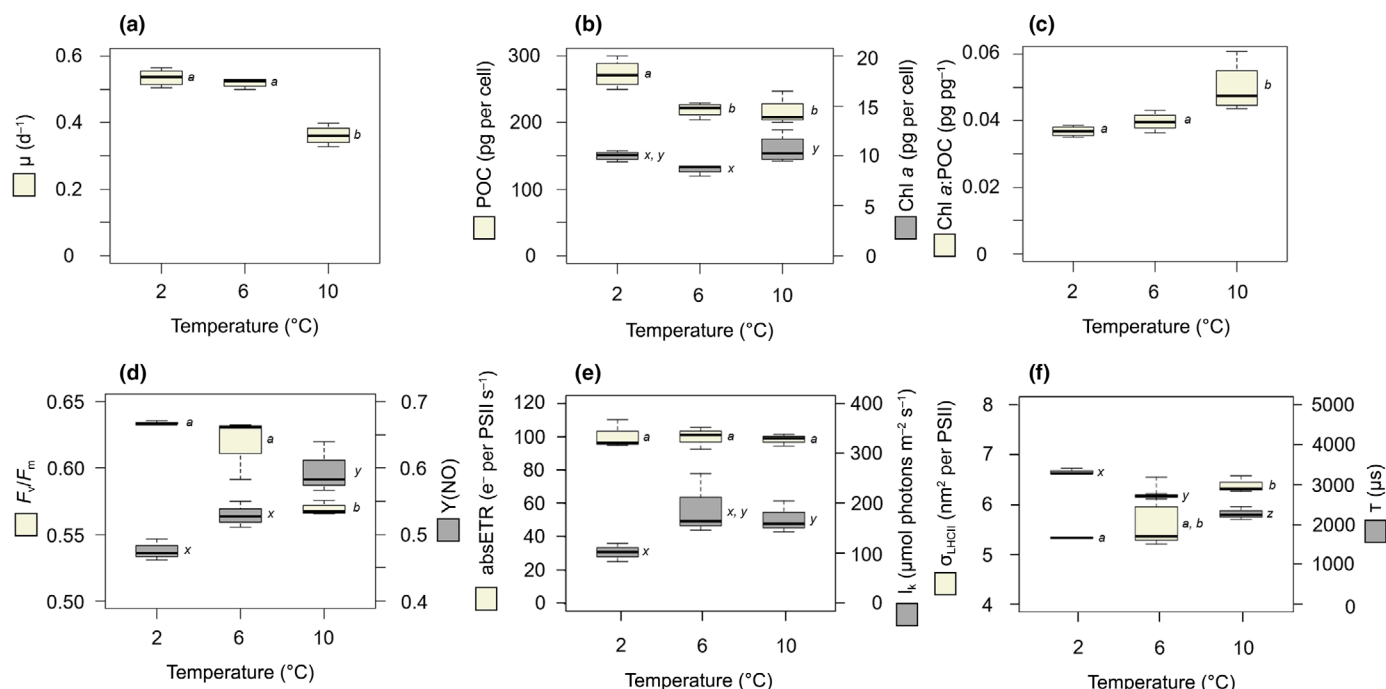 (a)
0.6
0.4
0.2
0
μ (d⁻¹)
a
a
b
2 6 10
Temperature (°C)
(b)
300
200
100
0
POC (pg per cell)
20
15
10
5
0
Chl a (pg per cell)
a
b
b
x, y
x
y
2 6 10
Temperature (°C)
(c)
0.06
0.04
0.02
0
Chl a:POC (pg pg⁻¹)
a
a
b
2 6 10
Temperature (°C)
(d)
0.65
0.60
0.55
0.50
Fv/Fm
0.7
0.6
0.5
0.4
Y(NO)
a
a
y
x
b
x
2 6 10
Temperature (°C)
(e)
120
100
80
60
40
20
0
absETR (e⁻ per PSII s⁻¹)
400
300
200
100
0
Ik (μmol photons m⁻² s⁻¹)
a
a
a
x, y
y
x
2 6 10
Temperature (°C)
(f)
8
7
6
5
4
σLHCII (nm² per PSII)
5000
4000
3000
2000
1000
0
τ (μs)
x
y
b
a, b
z
a
2 6 10
Temperature (°C)